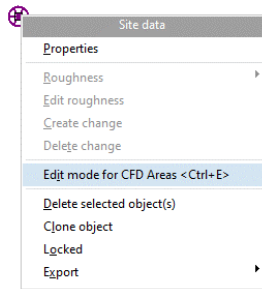 Site data
Properties
Roughness
Edit roughness
Create change
Delete change
Edit mode for CFD Areas <Ctrl+E>
Delete selected object(s)
Clone object
Locked
Export